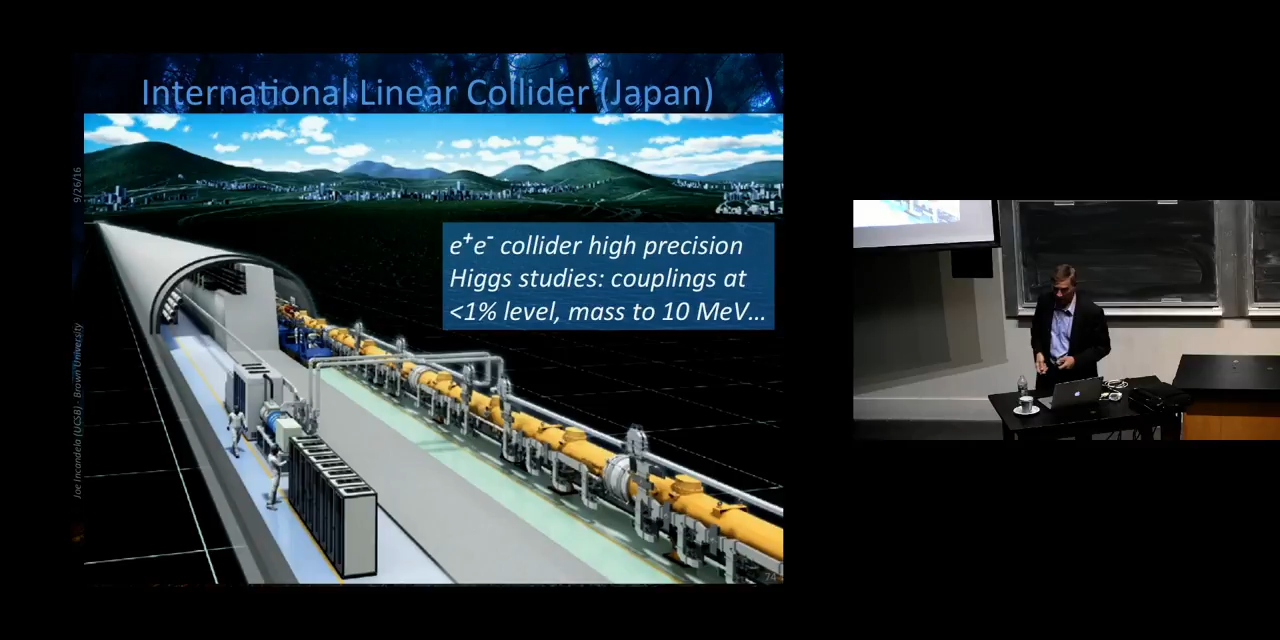 International Linear Collider (Japan)
9/26/16
e⁺e⁻ collider high precision
Higgs studies: couplings at
<1% level, mass to 10 MeV…
Joe Incandela (UCSB) - Brown University
74